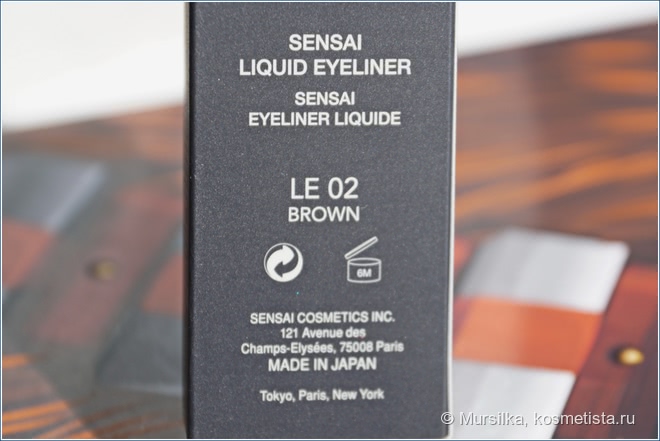 SENSAI
LIQUID EYELINER
SENSAI
EYELINER LIQUIDE
LE 02
BROWN
6M
SENSAI COSMETICS INC.
121 Avenue des
Champs-Elysées, 75008 Paris
MADE IN JAPAN
Tokyo, Paris, New York
© Mursilka, kosmetista.ru